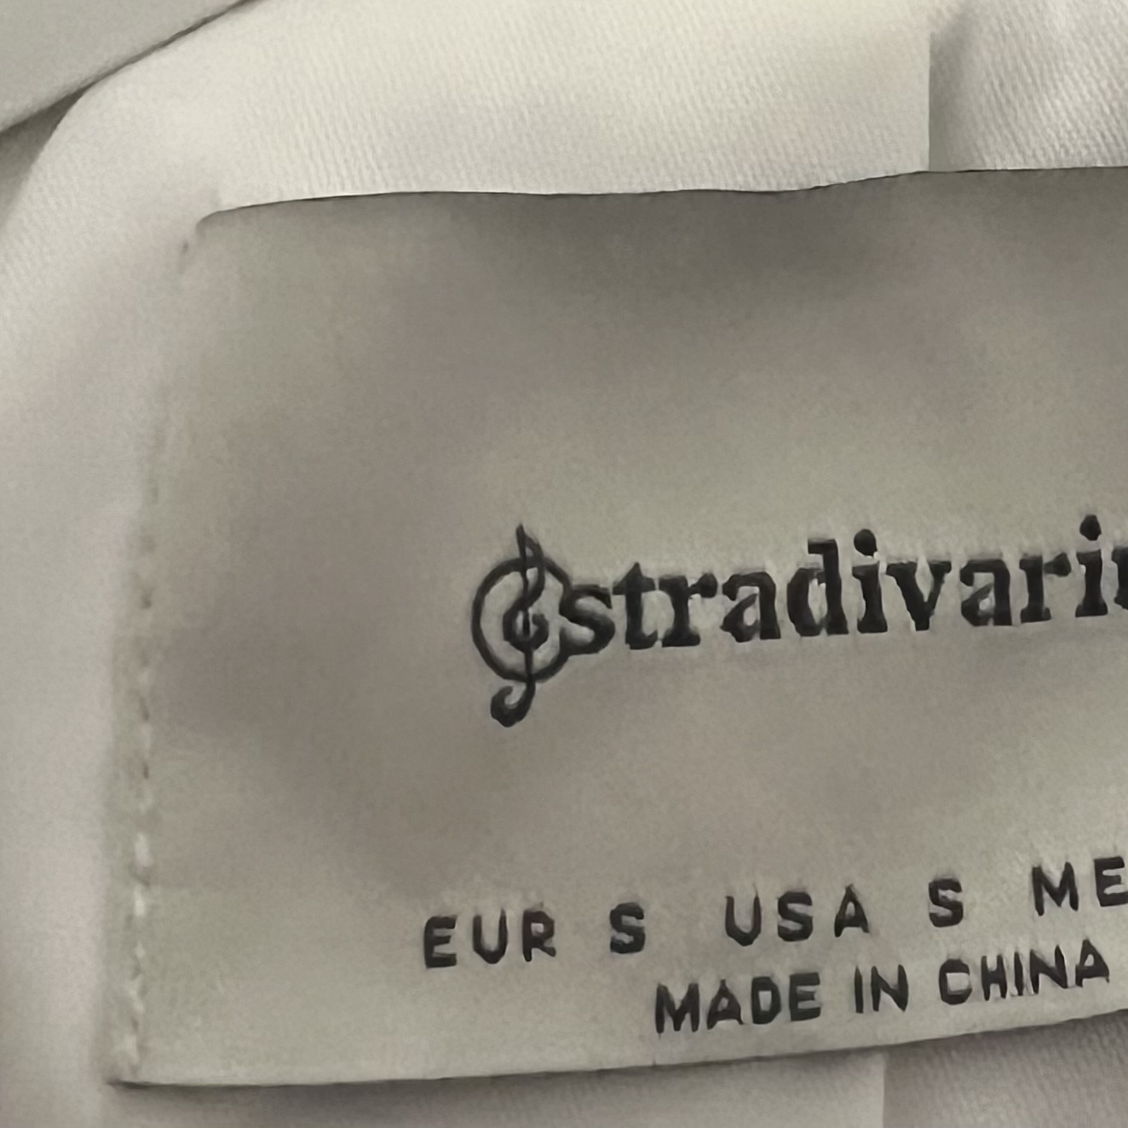 stradivari
EUR S USA S ME
MADE IN CHINA